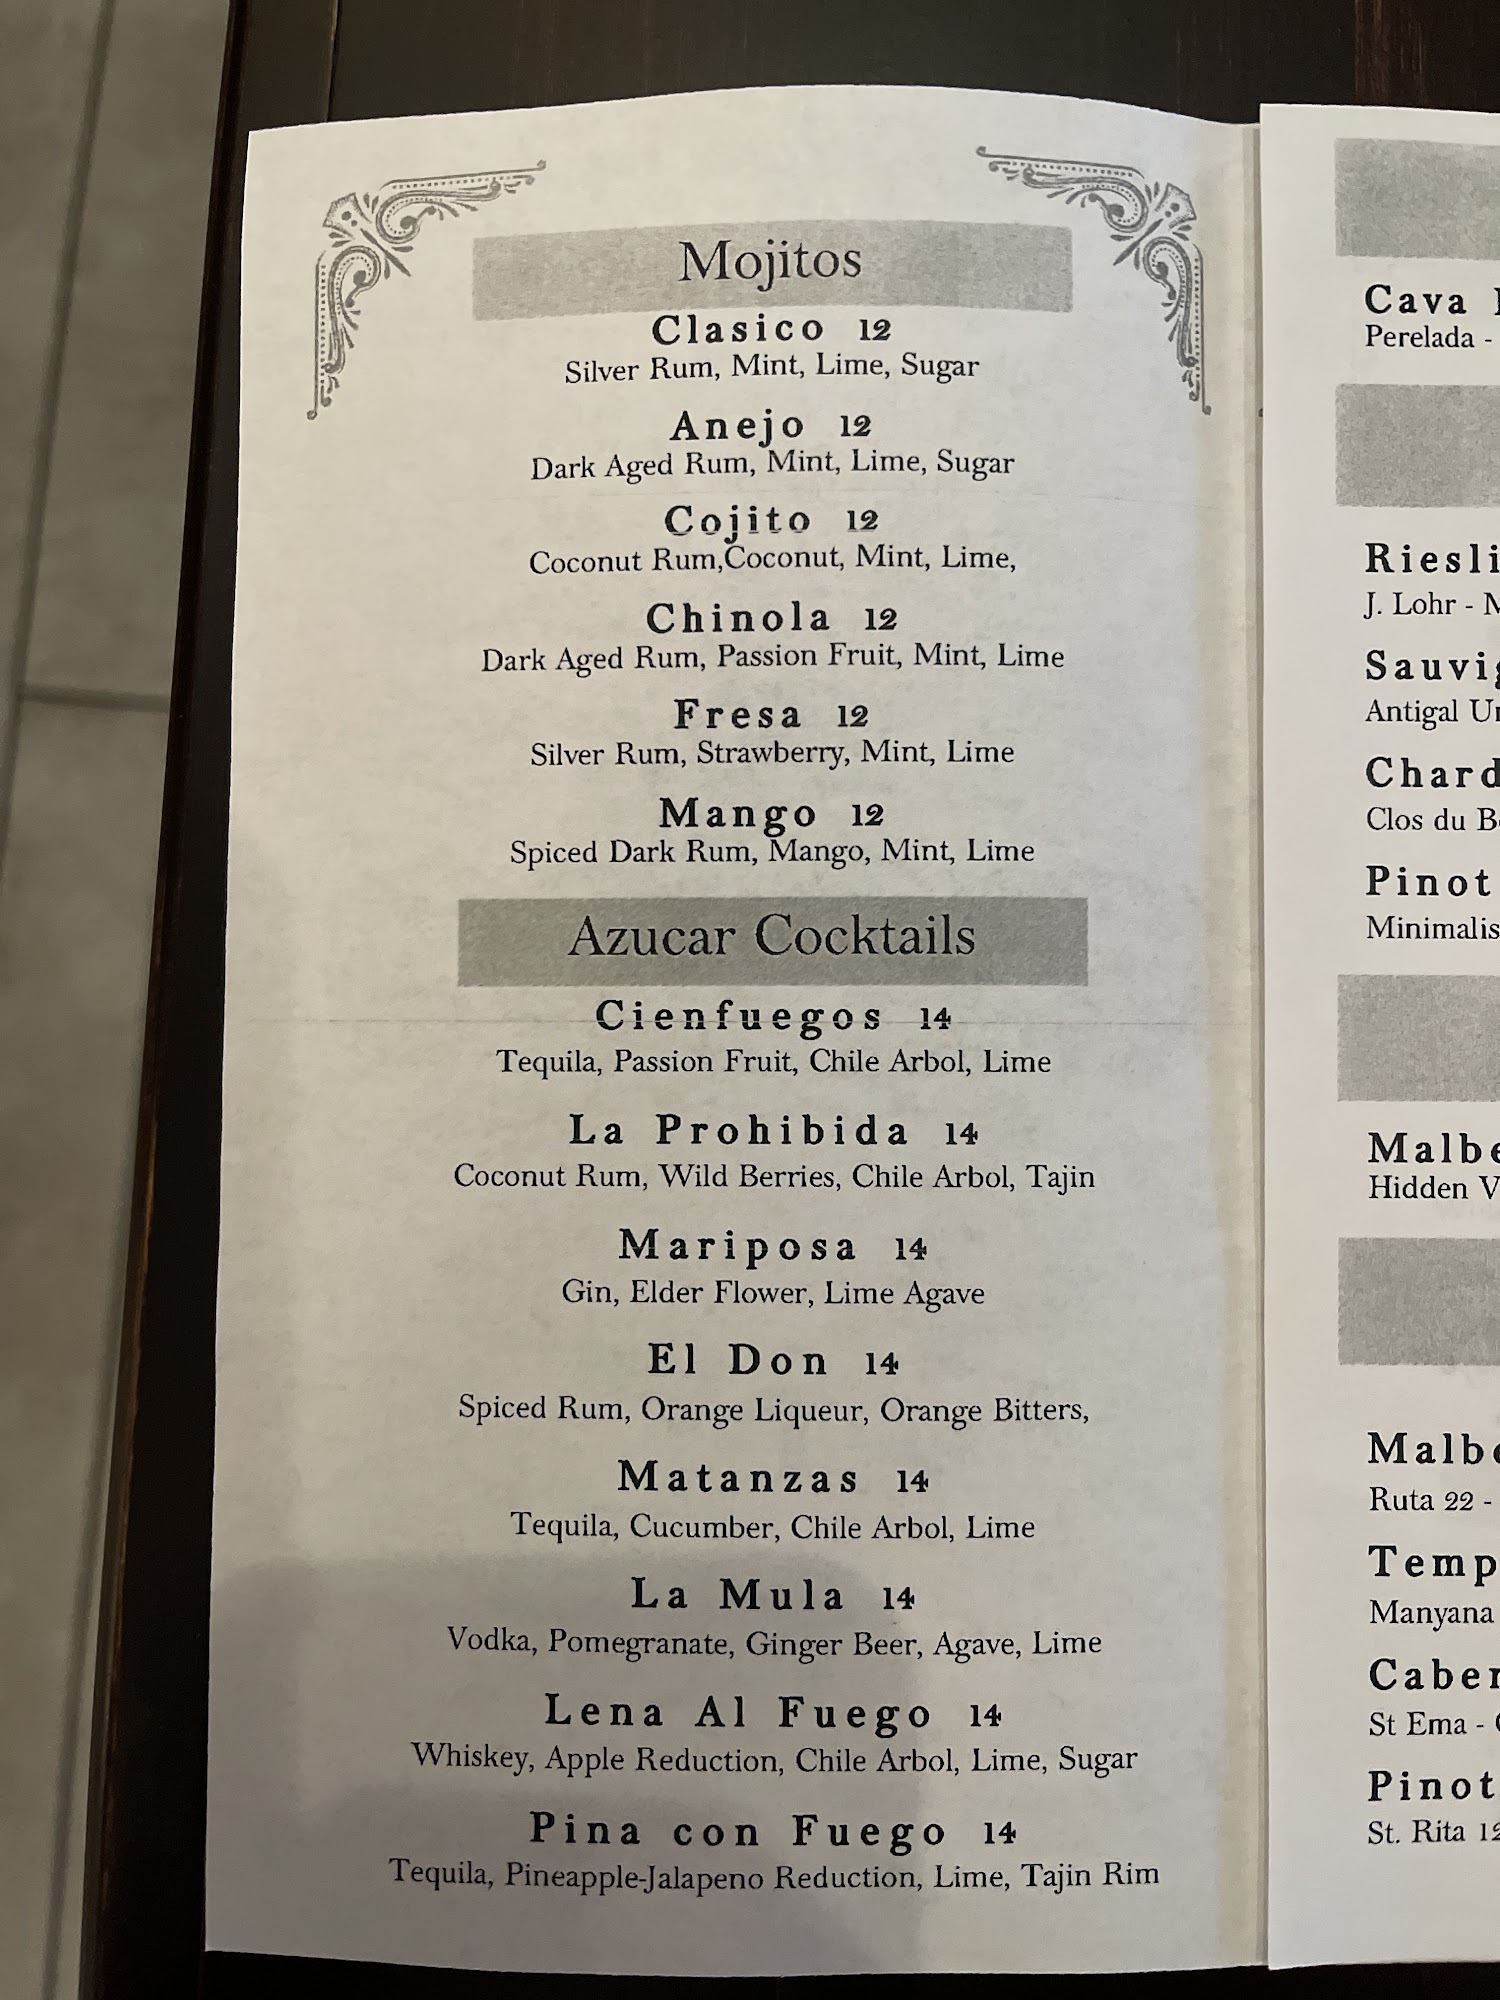 Mojitos
Clasico 12
Silver Rum, Mint, Lime, Sugar
Anejo 12
Dark Aged Rum, Mint, Lime, Sugar
Cojito 12
Coconut Rum,Coconut, Mint, Lime,
Chinola 12
Dark Aged Rum, Passion Fruit, Mint, Lime
Fresa 12
Silver Rum, Strawberry, Mint, Lime
Mango 12
Spiced Dark Rum, Mango, Mint, Lime
Azucar Cocktails
Cienfuegos 14
Tequila, Passion Fruit, Chile Arbol, Lime
La Prohibida 14
Coconut Rum, Wild Berries, Chile Arbol, Tajin
Mariposa 14
Gin, Elder Flower, Lime Agave
El Don 14
Spiced Rum, Orange Liqueur, Orange Bitters,
Matanzas 14
Tequila, Cucumber, Chile Arbol, Lime
La Mula 14
Vodka, Pomegranate, Ginger Beer, Agave, Lime
Lena Al Fuego 14
Whiskey, Apple Reduction, Chile Arbol, Lime, Sugar
Pina con Fuego 14
Tequila, Pineapple-Jalapeno Reduction, Lime, Tajin Rim
Cava
Perelada -
J. Lohr -
Antigal
Clos du
Pinot
Hidden
Ruta 22 -
Manyana
St Ema -
Pinot
St. Rita